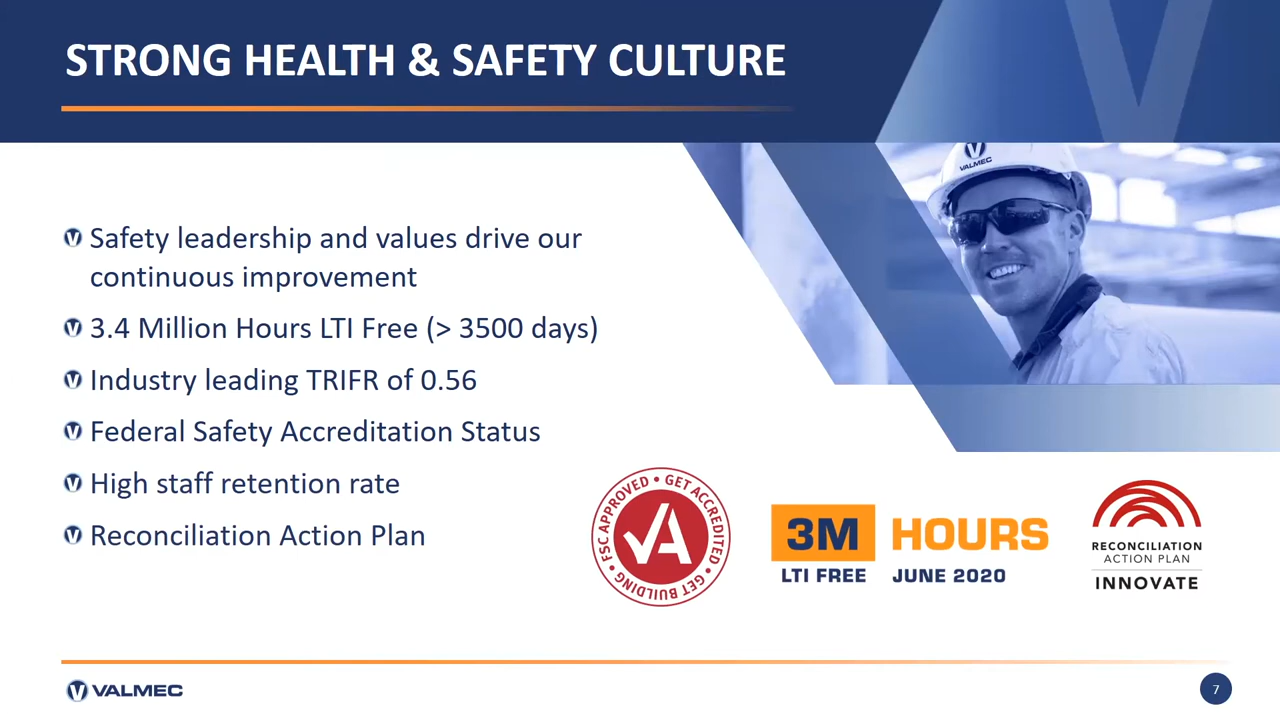 STRONG HEALTH & SAFETY CULTURE
VALMEC
Safety leadership and values drive our
continuous improvement
3.4 Million Hours LTI Free (> 3500 days)
Industry leading TRIFR of 0.56
Federal Safety Accreditation Status
High staff retention rate
Reconciliation Action Plan
FSC APPROVED • GET ACCREDITED • GET BUILDING •
3M HOURS
LTI FREE JUNE 2020
RECONCILIATION
ACTION PLAN
INNOVATE
VALMEC
7